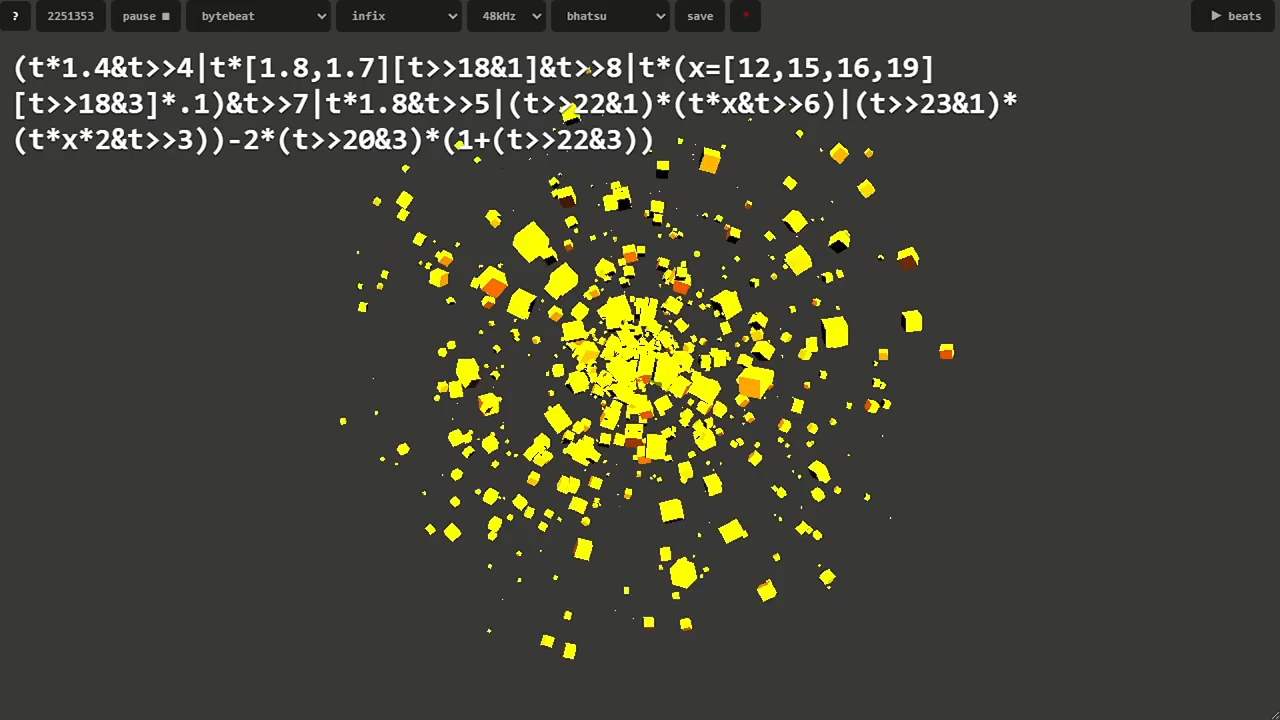 ? 2251353 pause ■ bytebeat infix 48kHz bhatsu save * ▶ beats
(t*1.4&t>>4|t*[1.8,1.7][t>>18&1]&t>>8|t*(x=[12,15,16,19]
[t>>18&3]*.1)&t>>7|t*1.8&t>>5|(t>>22&1)*(t*x&t>>6)|(t>>23&1)*
(t*x*2&t>>3))-2*(t>>20&3)*(1+(t>>22&3))